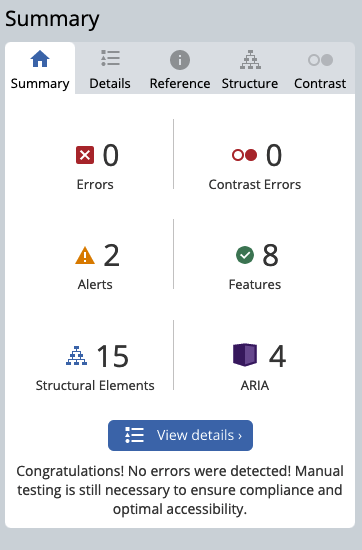 Summary
Summary Details Reference Structure Contrast
0 0
Errors Contrast Errors
2 8
Alerts Features
15 4
Structural Elements ARIA
View details ›
Congratulations! No errors were detected! Manual
testing is still necessary to ensure compliance and
optimal accessibility.